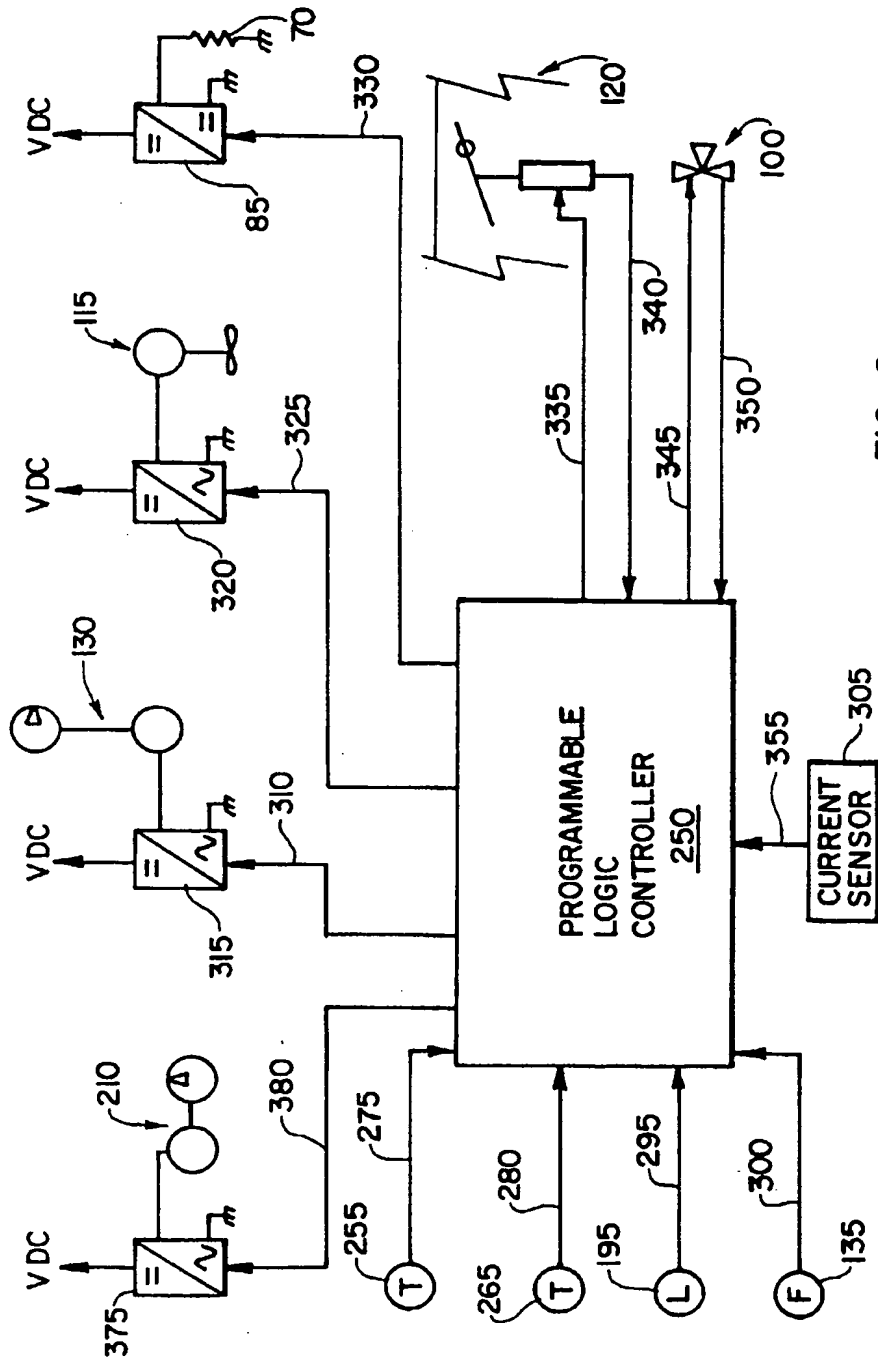 VDC
VDC
VDC
VDC
375
210
315
130
320
115
85
70
380
310
325
330
255
T
275
265
T
280
195
L
295
135
F
300
PROGRAMMABLE
LOGIC
CONTROLLER
250
335
340
120
345
350
100
355
305
CURRENT
SENSOR